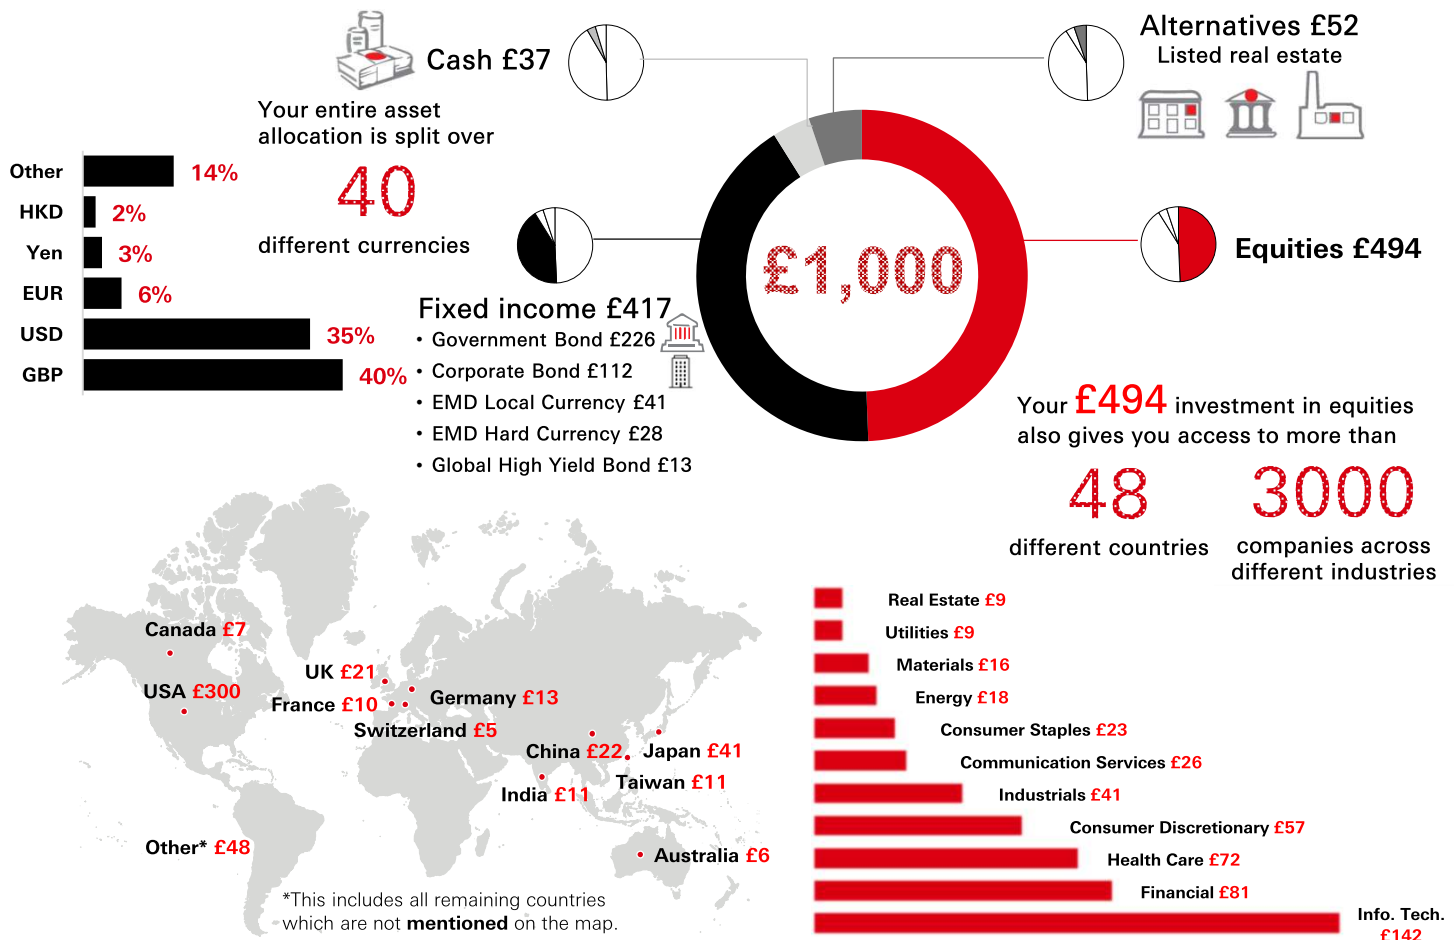 Cash £37
Alternatives £52
Listed real estate
Your entire asset
allocation is split over
40
different currencies
Other 14%
HKD 2%
Yen 3%
EUR 6%
USD 35%
GBP 40%
£1,000
Equities £494
Fixed income £417
• Government Bond £226
• Corporate Bond £112
• EMD Local Currency £41
• EMD Hard Currency £28
• Global High Yield Bond £13
Your £494 investment in equities
also gives you access to more than
48
different countries
3000
companies across
different industries
Canada £7
USA £300
UK £21
France £10
Germany £13
Switzerland £5
China £22
Japan £41
Taiwan £11
India £11
Other* £48
Australia £6
*This includes all remaining countries
which are not mentioned on the map.
Real Estate £9
Utilities £9
Materials £16
Energy £18
Consumer Staples £23
Communication Services £26
Industrials £41
Consumer Discretionary £57
Health Care £72
Financial £81
Info. Tech.
£142